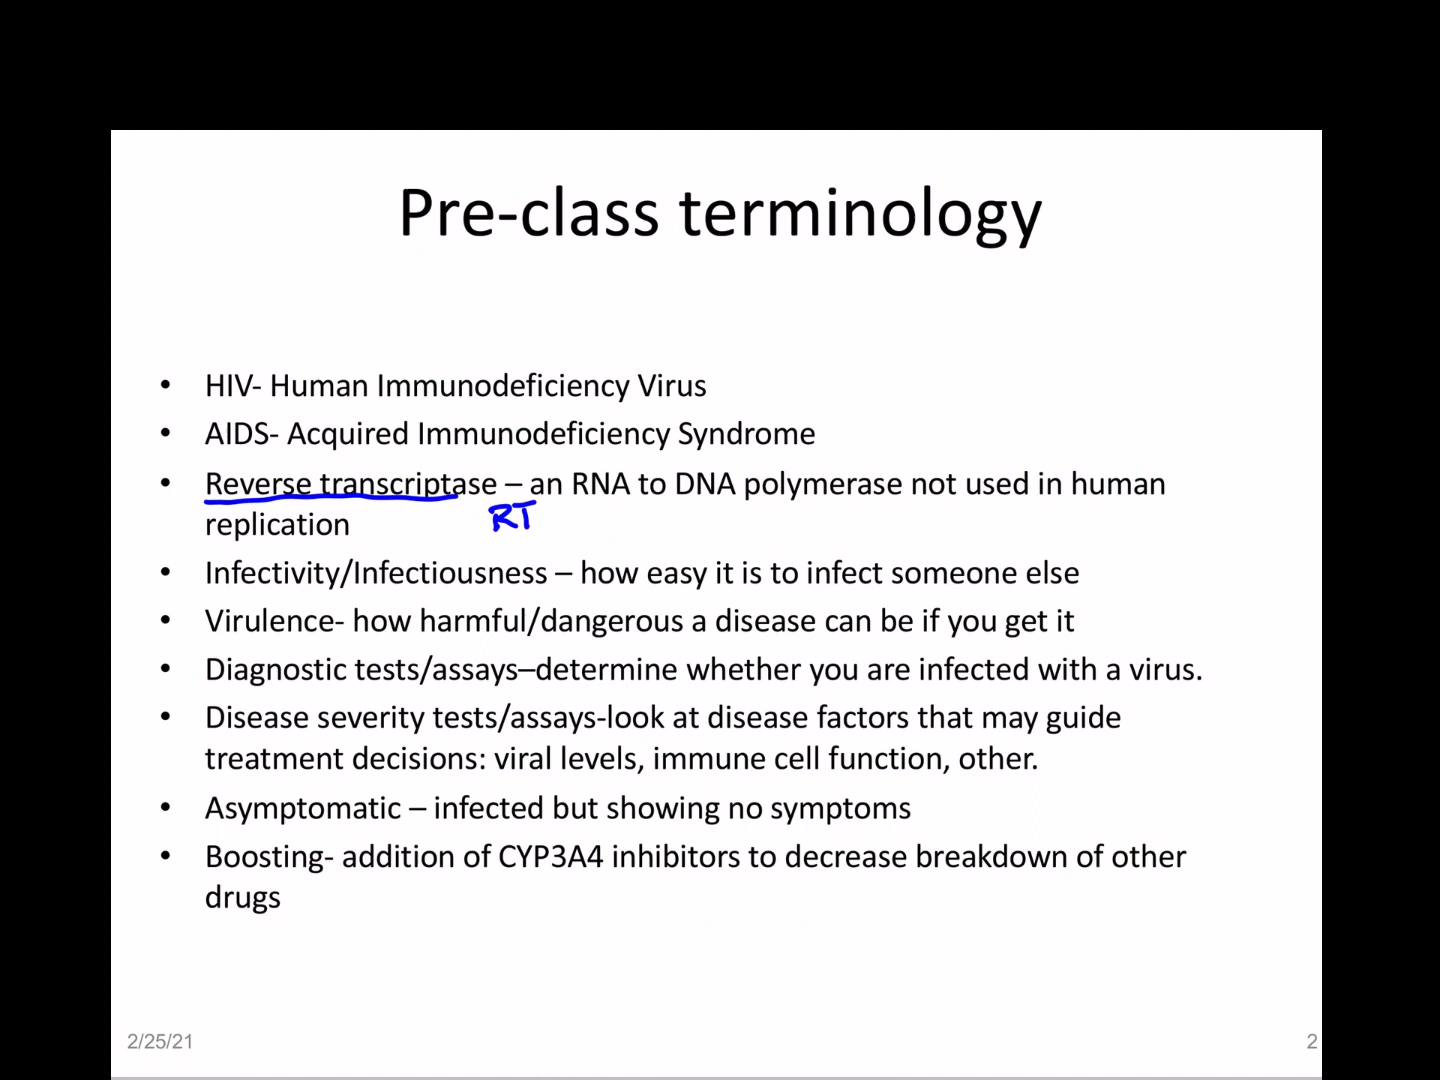 Pre-class terminology
• HIV- Human Immunodeficiency Virus
• AIDS- Acquired Immunodeficiency Syndrome
• Reverse transcriptase – an RNA to DNA polymerase not used in human
replication
RT
• Infectivity/Infectiousness – how easy it is to infect someone else
• Virulence- how harmful/dangerous a disease can be if you get it
• Diagnostic tests/assays–determine whether you are infected with a virus.
• Disease severity tests/assays-look at disease factors that may guide
treatment decisions: viral levels, immune cell function, other.
• Asymptomatic – infected but showing no symptoms
• Boosting- addition of CYP3A4 inhibitors to decrease breakdown of other
drugs
2/25/21
2